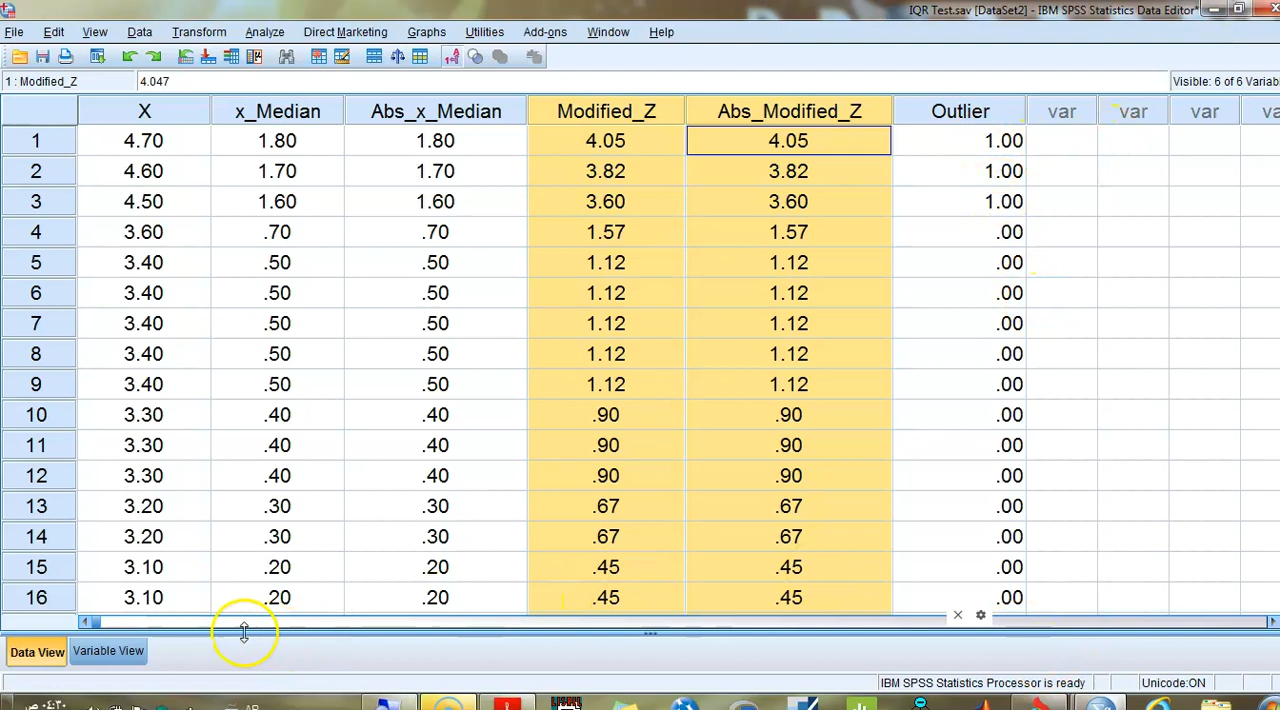 IQR Test.sav [DataSet2] - IBM SPSS Statistics Data Editor*
File Edit View Data Transform Analyze Direct Marketing Graphs Utilities Add-ons Window Help
1 : Modified_Z 4.047 Visible: 6 of 6 Variab
X x_Median Abs_x_Median Modified_Z Abs_Modified_Z Outlier var var var va
1 4.70 1.80 1.80 4.05 4.05 1.00
2 4.60 1.70 1.70 3.82 3.82 1.00
3 4.50 1.60 1.60 3.60 3.60 1.00
4 3.60 .70 .70 1.57 1.57 .00
5 3.40 .50 .50 1.12 1.12 .00
6 3.40 .50 .50 1.12 1.12 .00
7 3.40 .50 .50 1.12 1.12 .00
8 3.40 .50 .50 1.12 1.12 .00
9 3.40 .50 .50 1.12 1.12 .00
10 3.30 .40 .40 .90 .90 .00
11 3.30 .40 .40 .90 .90 .00
12 3.30 .40 .40 .90 .90 .00
13 3.20 .30 .30 .67 .67 .00
14 3.20 .30 .30 .67 .67 .00
15 3.10 .20 .20 .45 .45 .00
16 3.10 .20 .20 .45 .45 .00
Data View Variable View
IBM SPSS Statistics Processor is ready Unicode:ON